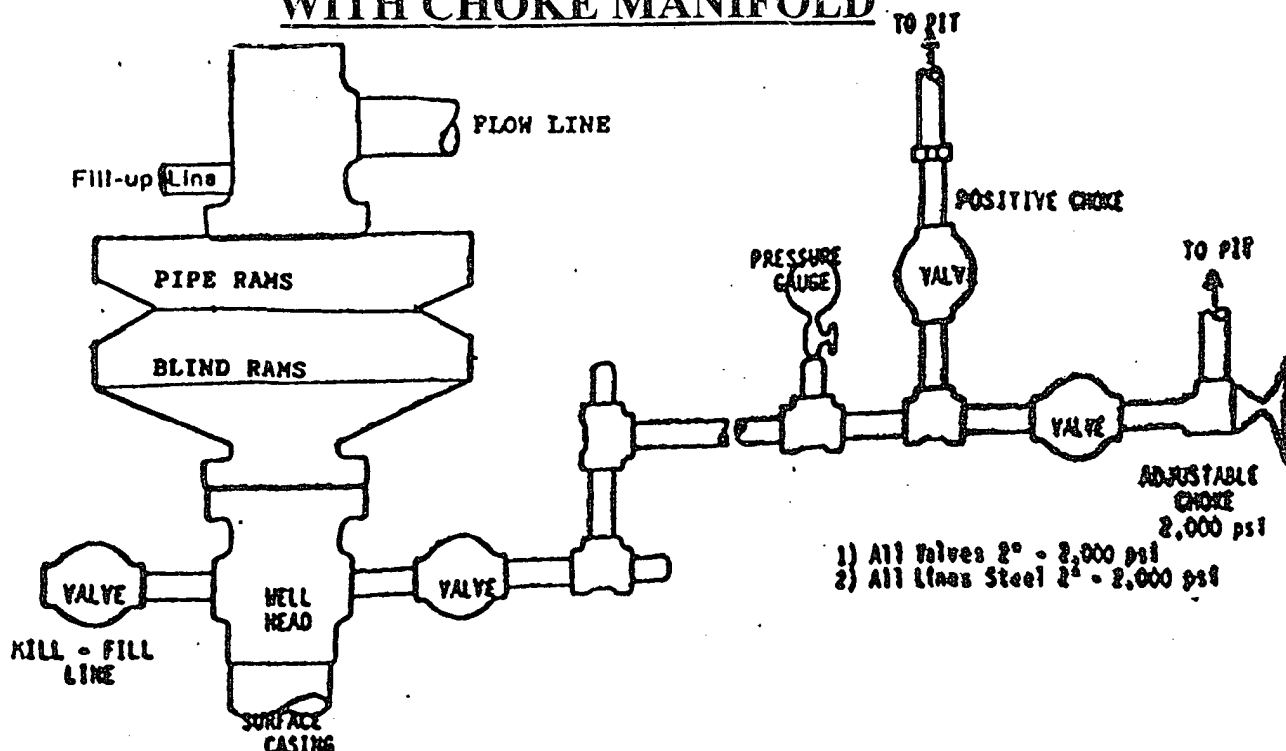 WITH CHOKE MANIFOLD
TO PIT
FLOW LINE
Fill-up Line
POSITIVE CHOKE
PIPE RAMS
PRESSURE
GAUGE
VALV
TO PIT
BLIND RAMS
VALVE
ADJUSTABLE
CHOKE
2,000 psi
1) All Valves 2" - 2,000 psi
2) All Lines Steel 2" - 2,000 psi
VALVE
WELL
HEAD
VALVE
KILL - FILL
LINE
SURFACE
CASING